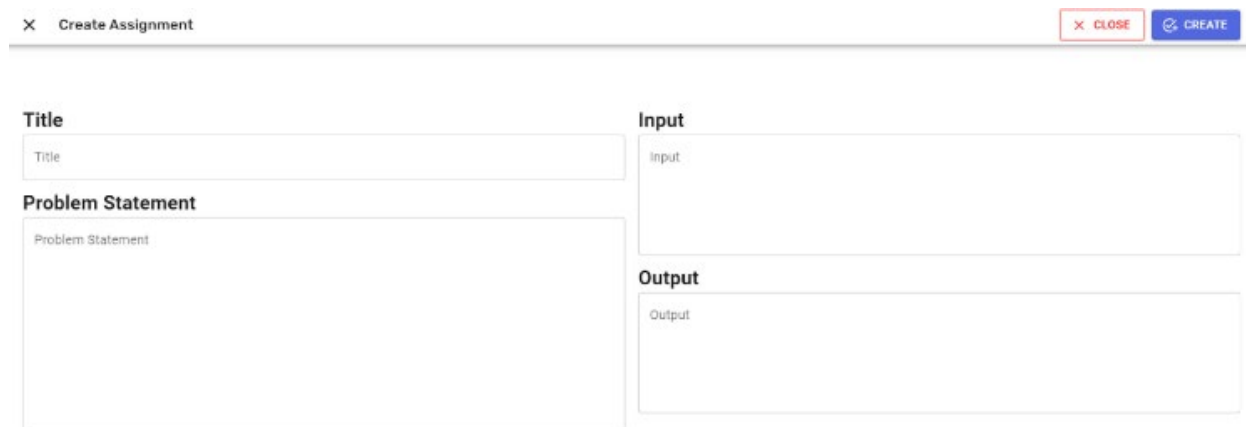 Create Assignment
CLOSE
CREATE
Title
Title
Problem Statement
Problem Statement
Input
Input
Output
Output